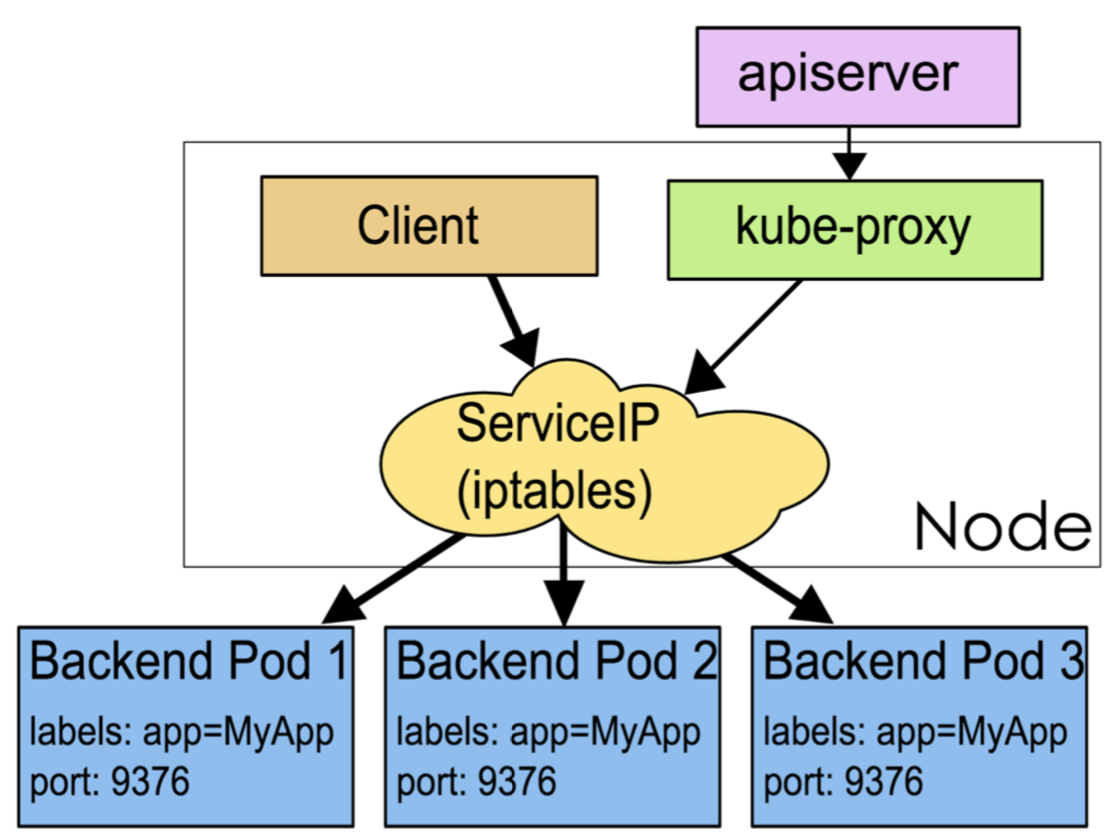 apiserver
Client
kube-proxy
ServiceIP
(iptables)
Node
Backend Pod 1
labels: app=MyApp
port: 9376
Backend Pod 2
labels: app=MyApp
port: 9376
Backend Pod 3
labels: app=MyApp
port: 9376